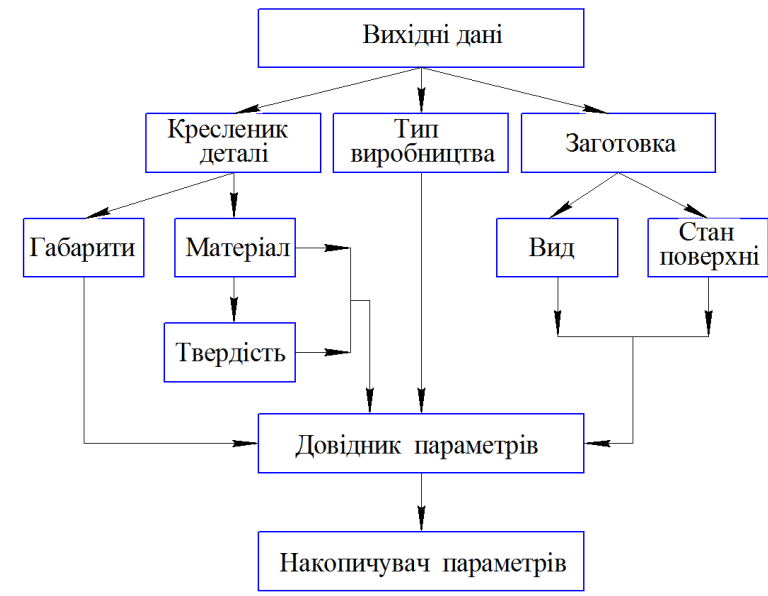 Вихідні дані
Кресленик
деталі
Тип
виробництва
Заготовка
Габарити
Матеріал
Вид
Стан
поверхні
Твердість
Довідник параметрів
Накопичувач параметрів